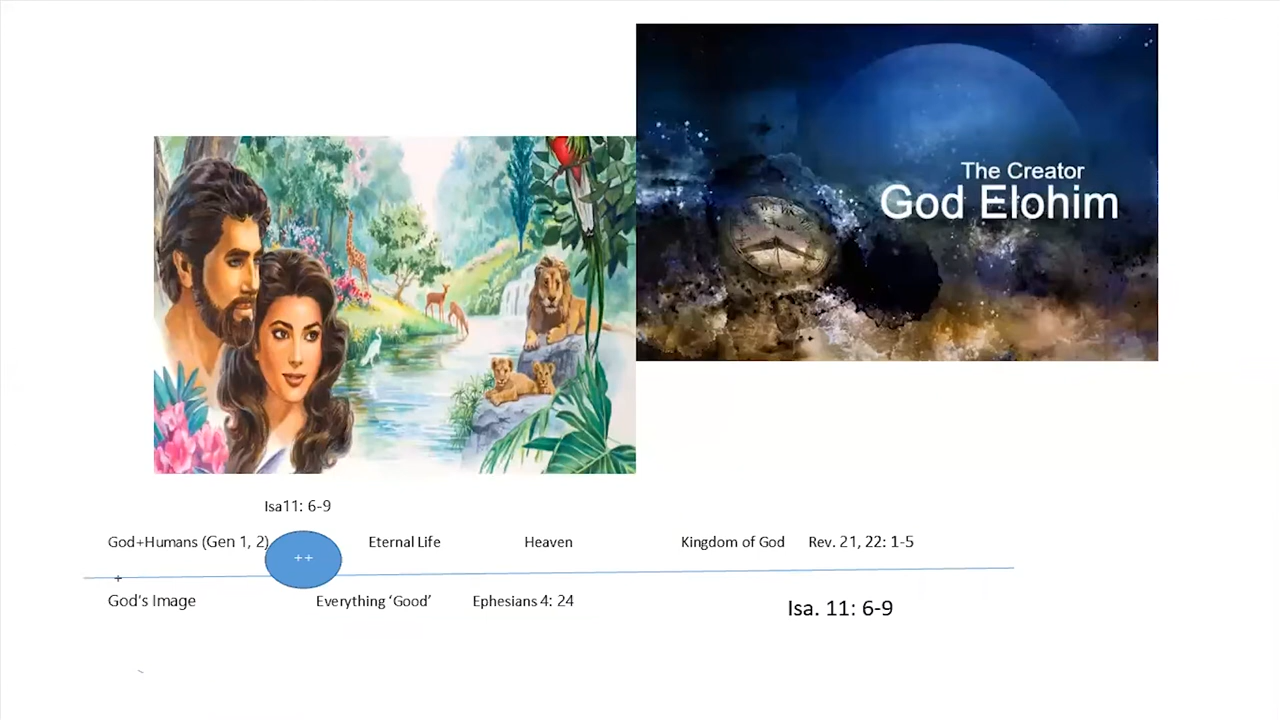 The Creator
God Elohim
Isa11: 6-9
God+Humans (Gen 1, 2) ++ Eternal Life Heaven Kingdom of God Rev. 21, 22: 1-5
+
God's Image Everything ‘Good’ Ephesians 4: 24 Isa. 11: 6-9